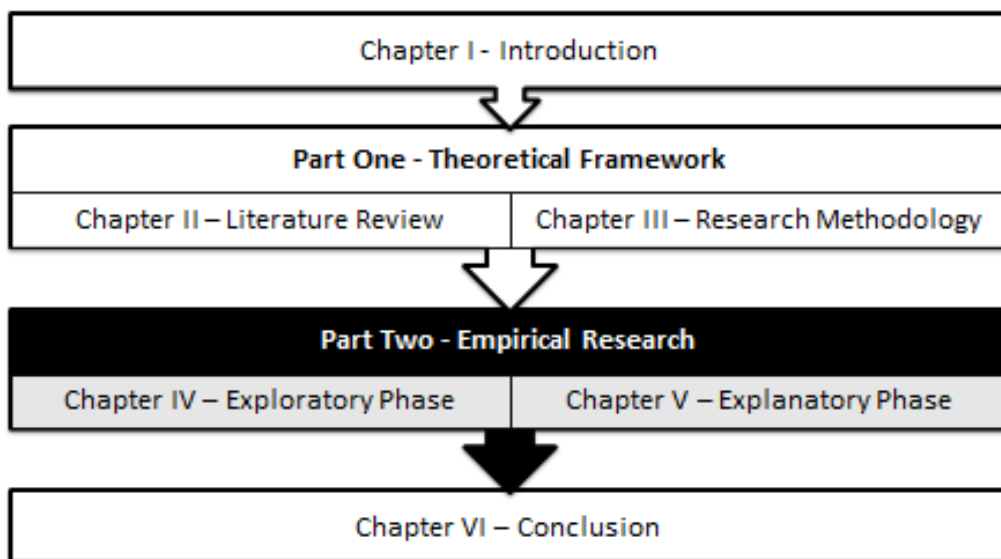 Chapter I - Introduction
Part One - Theoretical Framework
Chapter II – Literature Review
Chapter III – Research Methodology
Part Two - Empirical Research
Chapter IV – Exploratory Phase
Chapter V – Explanatory Phase
Chapter VI – Conclusion